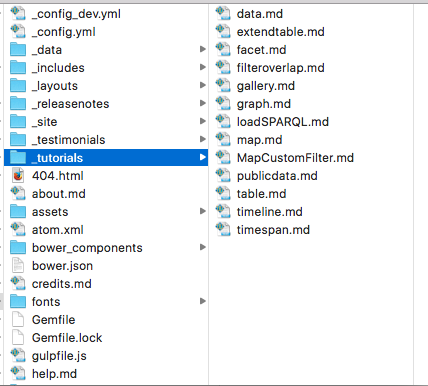 _config_dev.yml
_config.yml
_data
_includes
_layouts
_releasenotes
_site
_testimonials
_tutorials
404.html
about.md
assets
atom.xml
bower_components
bower.json
credits.md
fonts
Gemfile
Gemfile.lock
gulpfile.js
help.md
data.md
extendtable.md
facet.md
filteroverlap.md
gallery.md
graph.md
loadSPARQL.md
map.md
MapCustomFilter.md
publicdata.md
table.md
timeline.md
timespan.md